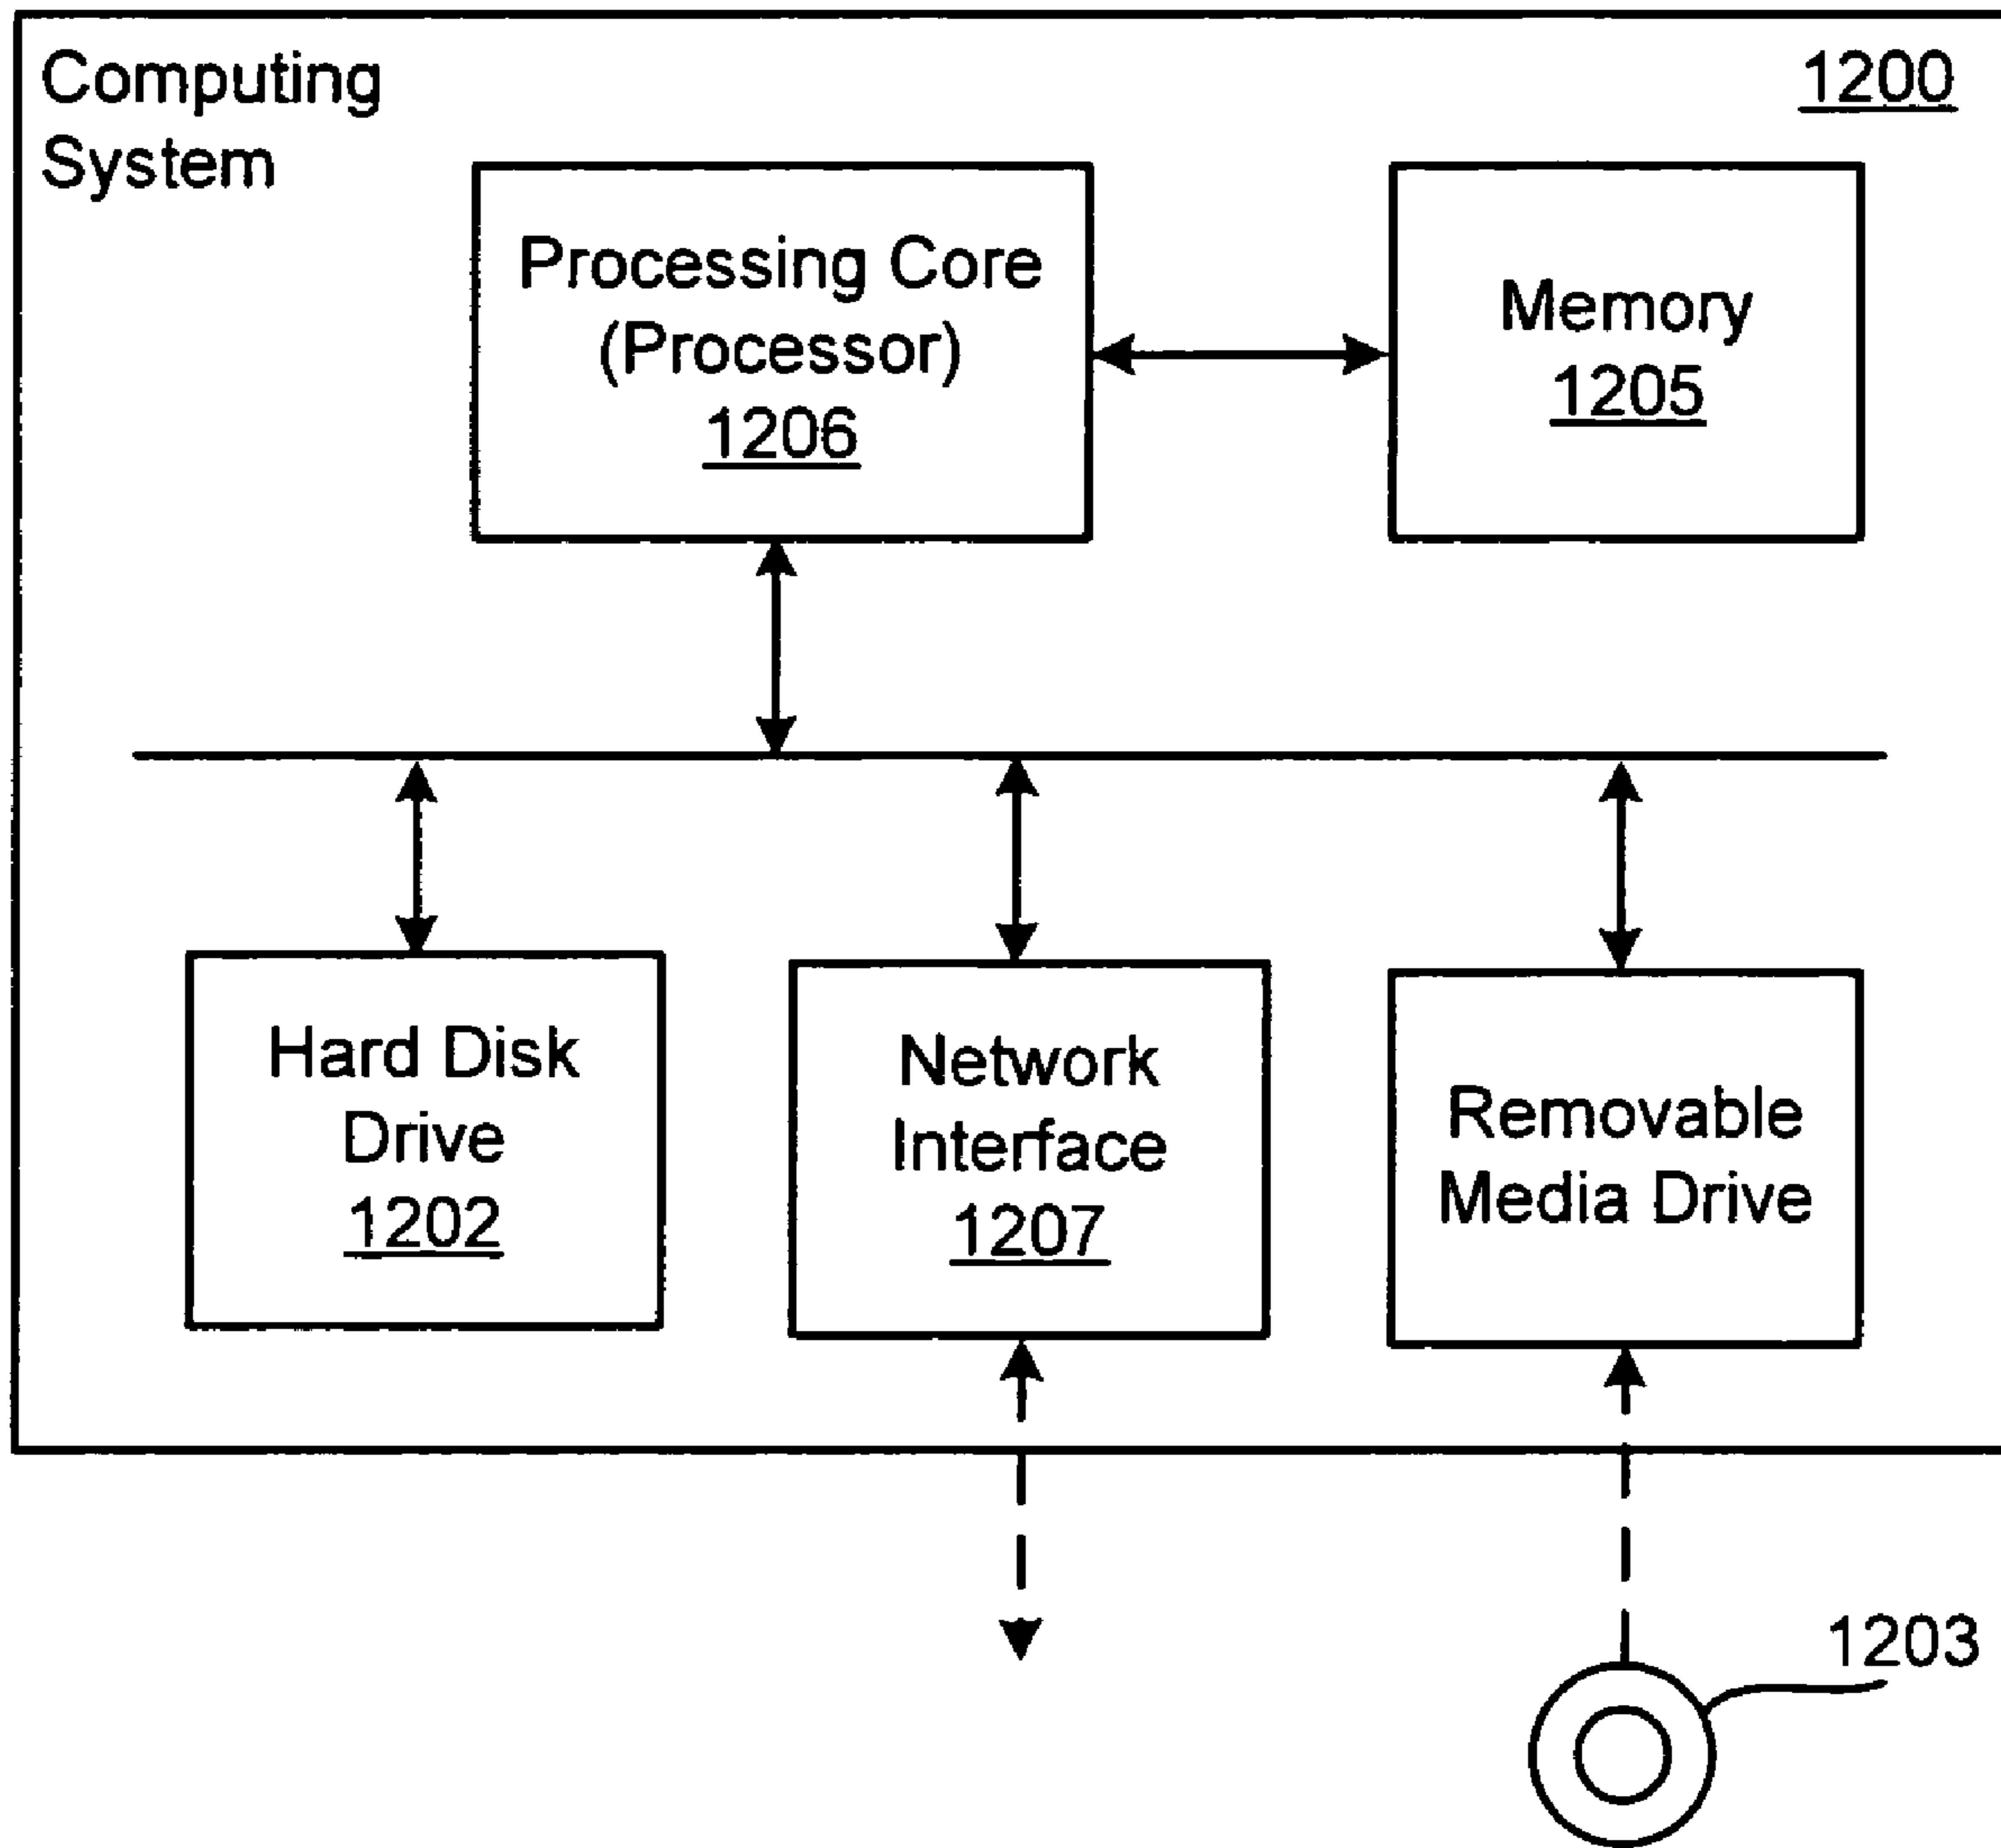 Computing
System
1200
Processing Core
(Processor)
1206
Memory
1205
Hard Disk
Drive
1202
Network
Interface
1207
Removable
Media Drive
1203